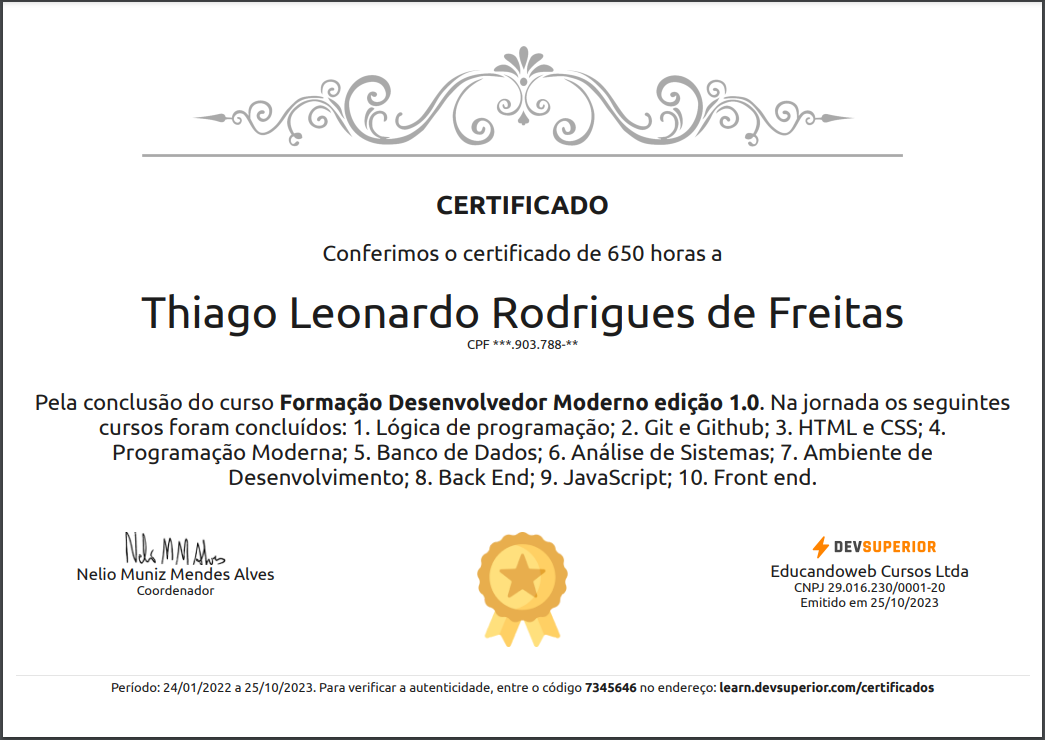 CERTIFICADO
Conferimos o certificado de 650 horas a
Thiago Leonardo Rodrigues de Freitas
CPF ***.903.788-**
Pela conclusão do curso Formação Desenvolvedor Moderno edição 1.0. Na jornada os seguintes
cursos foram concluídos: 1. Lógica de programação; 2. Git e Github; 3. HTML e CSS; 4.
Programação Moderna; 5. Banco de Dados; 6. Análise de Sistemas; 7. Ambiente de
Desenvolvimento; 8. Back End; 9. JavaScript; 10. Front end.
Nelio M M Alves
Nelio Muniz Mendes Alves
Coordenador
DEVSUPERIOR
Educandoweb Cursos Ltda
CNPJ 29.016.230/0001-20
Emitido em 25/10/2023
Período: 24/01/2022 a 25/10/2023. Para verificar a autenticidade, entre o código 7345646 no endereço: learn.devsuperior.com/certificados